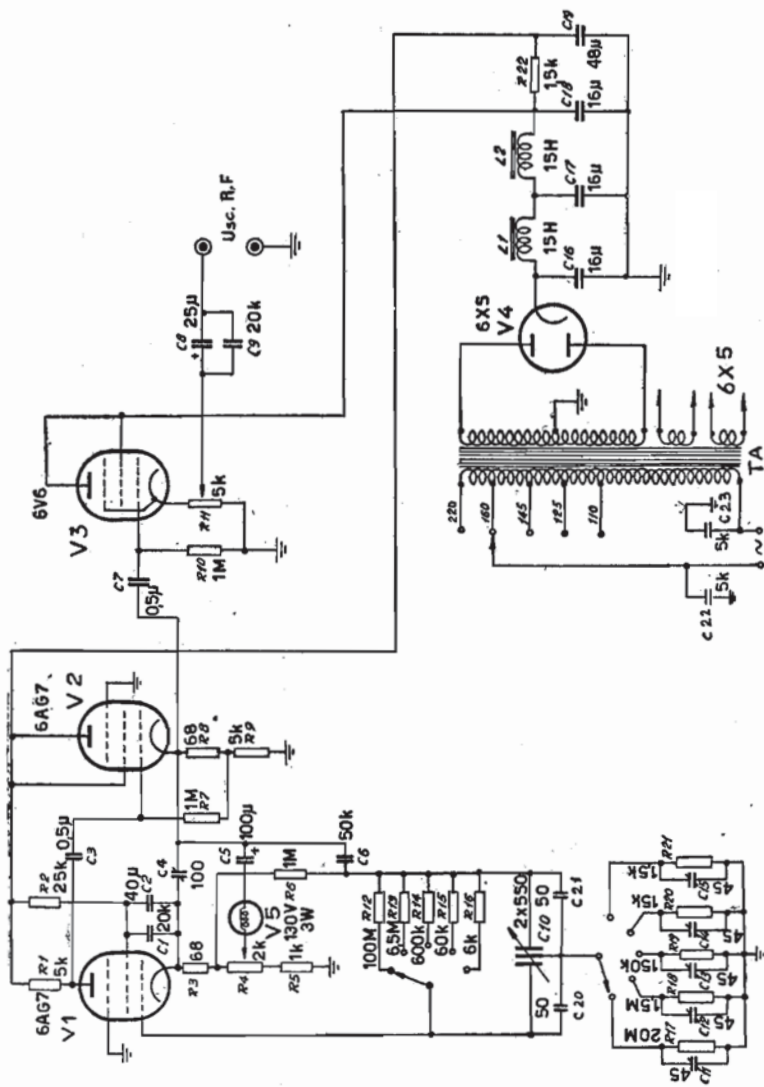 6AG7
V1
R1
5k
R2
25k
C3
0,5µ
C1
20k
C2
40µ
C4
100
R3
68
R4
2k
R5
1k
V5
130V
3W
C5
100µ
+
R6
1M
C6
50k
6AG7
V2
R7
1M
R8
68
R9
5k
C7
0,5µ
6V6
V3
R10
1M
R11
5k
C8
25µ
+
C9
20k
Usc. R.F
R12
100M
R13
6,5M
R14
600k
R15
60k
R16
6k
2x550
C10
50
C20
50
C21
R17
20M
C11
45
R18
1,5M
C12
45
R19
150k
C13
45
R20
15k
C14
45
R21
1,5k
C15
45
220
160
145
125
110
C22
5k
C23
5k
~
TA
6X5
6X5
V4
L1
15H
L2
15H
C16
16µ
C17
16µ
C18
16µ
R22
15k
C19
48µ